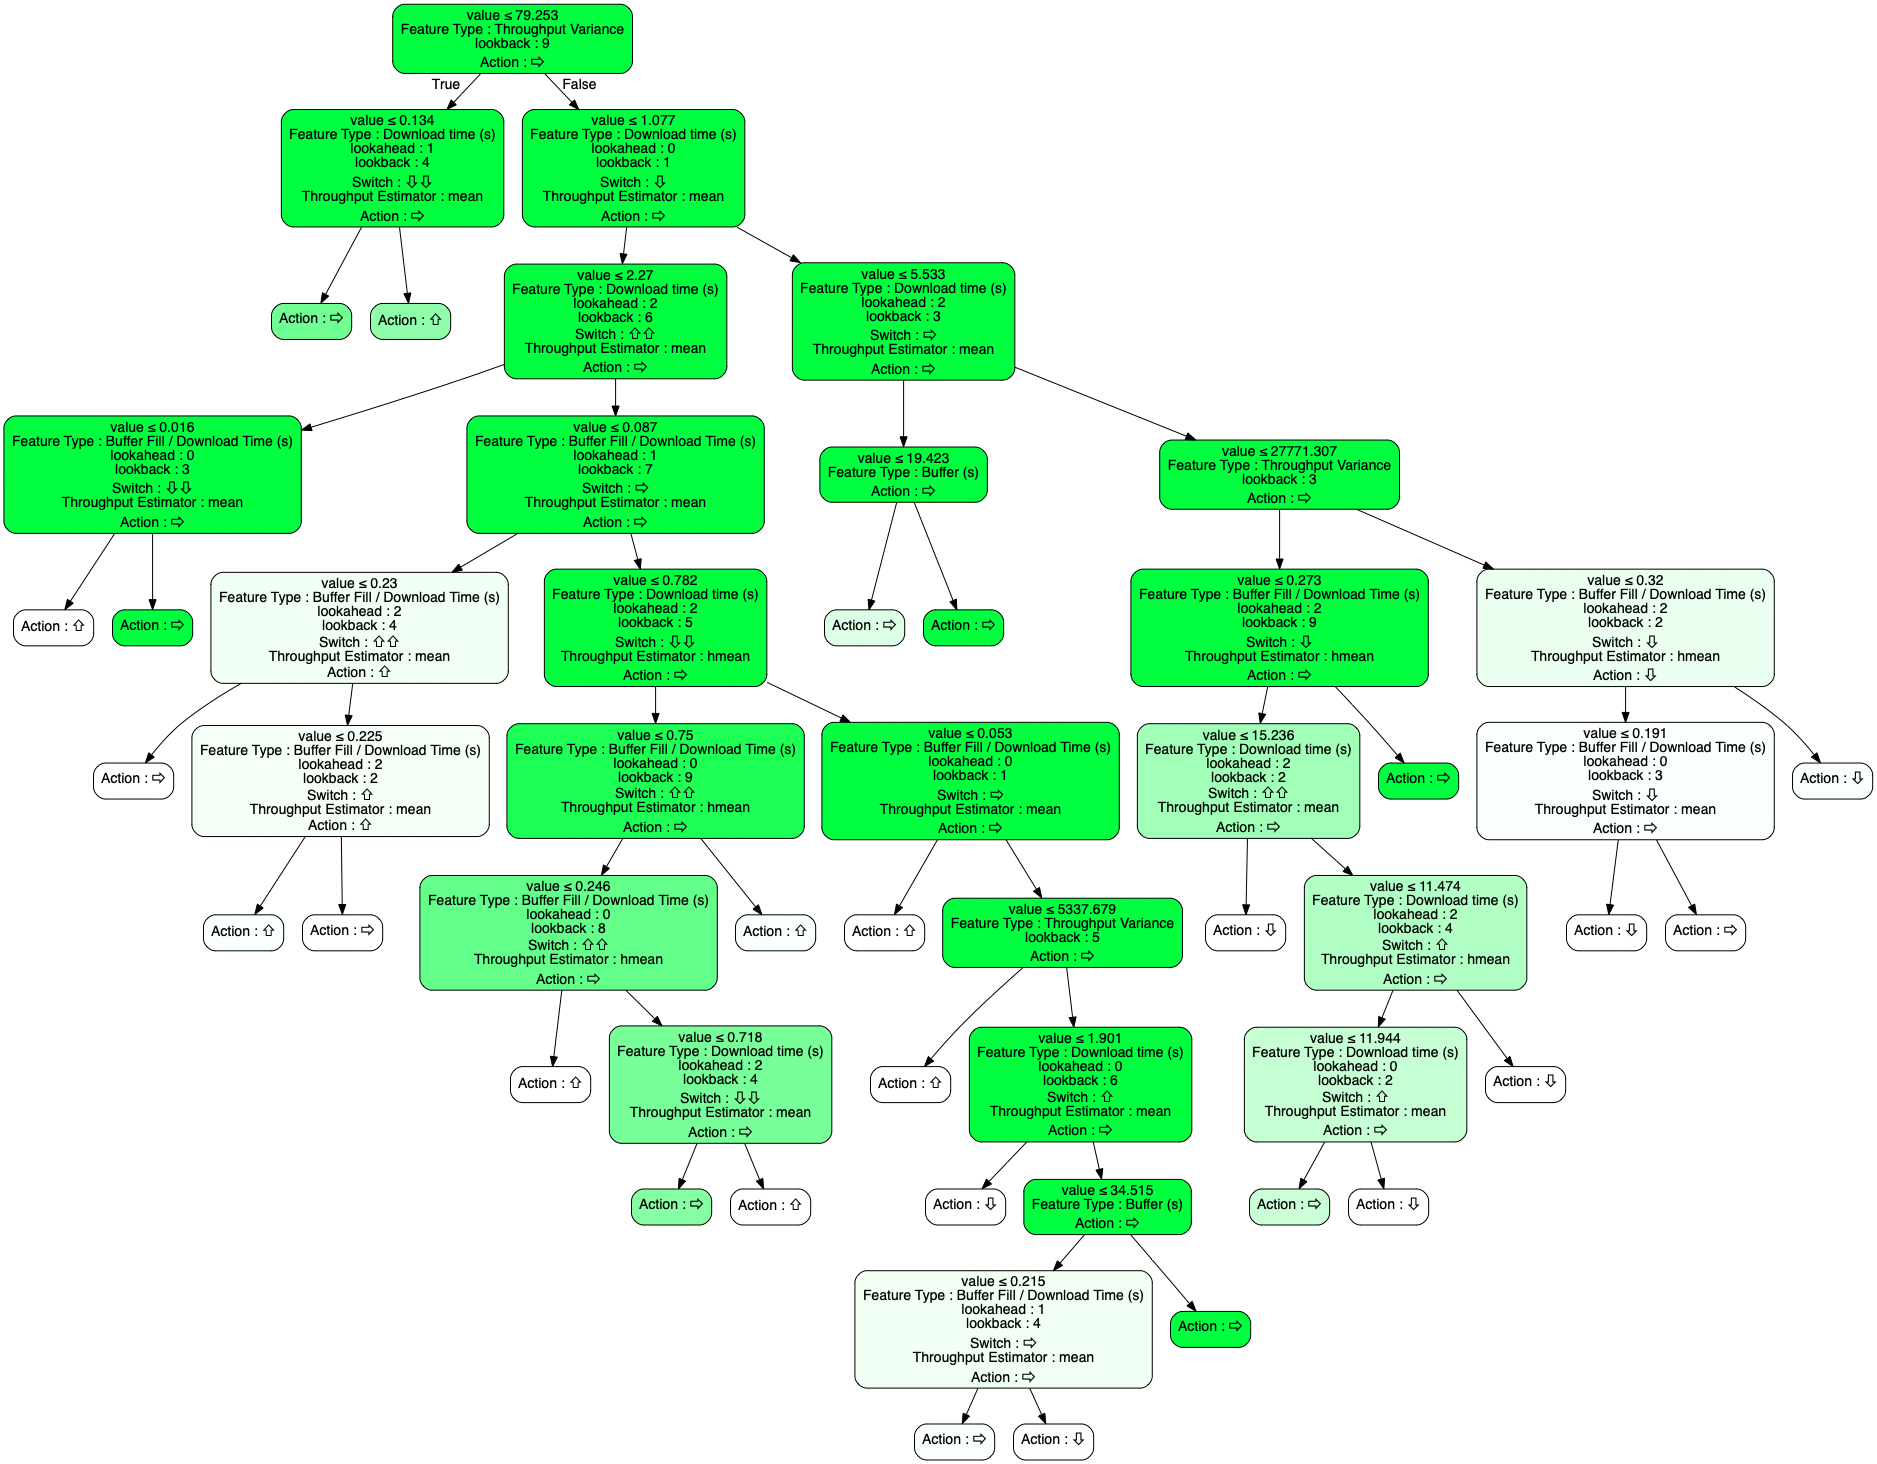 value ≤ 79.253
Feature Type : Throughput Variance
lookback : 9
Action : ⇨
True
False
value ≤ 0.134
Feature Type : Download time (s)
lookahead : 1
lookback : 4
Switch : ⇩⇩
Throughput Estimator : mean
Action : ⇨
value ≤ 1.077
Feature Type : Download time (s)
lookahead : 0
lookback : 1
Switch : ⇩
Throughput Estimator : mean
Action : ⇨
Action : ⇨
Action : ⇧
value ≤ 2.27
Feature Type : Download time (s)
lookahead : 2
lookback : 6
Switch : ⇧⇧
Throughput Estimator : mean
Action : ⇨
value ≤ 5.533
Feature Type : Download time (s)
lookahead : 2
lookback : 3
Switch : ⇨
Throughput Estimator : mean
Action : ⇨
value ≤ 0.016
Feature Type : Buffer Fill / Download Time (s)
lookahead : 0
lookback : 3
Switch : ⇩⇩
Throughput Estimator : mean
Action : ⇨
value ≤ 0.087
Feature Type : Buffer Fill / Download Time (s)
lookahead : 1
lookback : 7
Switch : ⇨
Throughput Estimator : mean
Action : ⇨
value ≤ 19.423
Feature Type : Buffer (s)
Action : ⇨
value ≤ 27771.307
Feature Type : Throughput Variance
lookback : 3
Action : ⇨
Action : ⇧
Action : ⇨
value ≤ 0.23
Feature Type : Buffer Fill / Download Time (s)
lookahead : 2
lookback : 4
Switch : ⇧⇧
Throughput Estimator : mean
Action : ⇧
value ≤ 0.782
Feature Type : Download time (s)
lookahead : 2
lookback : 5
Switch : ⇩⇩
Throughput Estimator : hmean
Action : ⇨
Action : ⇨
Action : ⇨
value ≤ 0.273
Feature Type : Buffer Fill / Download Time (s)
lookahead : 2
lookback : 9
Switch : ⇩
Throughput Estimator : hmean
Action : ⇨
value ≤ 0.32
Feature Type : Buffer Fill / Download Time (s)
lookahead : 2
lookback : 2
Switch : ⇩
Throughput Estimator : hmean
Action : ⇩
Action : ⇨
value ≤ 0.225
Feature Type : Buffer Fill / Download Time (s)
lookahead : 2
lookback : 2
Switch : ⇧
Throughput Estimator : mean
Action : ⇧
value ≤ 0.75
Feature Type : Buffer Fill / Download Time (s)
lookahead : 0
lookback : 9
Switch : ⇧⇧
Throughput Estimator : hmean
Action : ⇨
value ≤ 0.053
Feature Type : Buffer Fill / Download Time (s)
lookahead : 0
lookback : 1
Switch : ⇨
Throughput Estimator : mean
Action : ⇨
value ≤ 15.236
Feature Type : Download time (s)
lookahead : 2
lookback : 2
Switch : ⇧⇧
Throughput Estimator : mean
Action : ⇨
Action : ⇨
value ≤ 0.191
Feature Type : Buffer Fill / Download Time (s)
lookahead : 0
lookback : 3
Switch : ⇩
Throughput Estimator : mean
Action : ⇨
Action : ⇩
Action : ⇧
Action : ⇨
value ≤ 0.246
Feature Type : Buffer Fill / Download Time (s)
lookahead : 0
lookback : 8
Switch : ⇧⇧
Throughput Estimator : hmean
Action : ⇨
Action : ⇧
Action : ⇧
value ≤ 5337.679
Feature Type : Throughput Variance
lookback : 5
Action : ⇨
Action : ⇩
value ≤ 11.474
Feature Type : Download time (s)
lookahead : 2
lookback : 4
Switch : ⇧
Throughput Estimator : hmean
Action : ⇨
Action : ⇩
Action : ⇨
Action : ⇧
value ≤ 0.718
Feature Type : Download time (s)
lookahead : 2
lookback : 4
Switch : ⇩⇩
Throughput Estimator : mean
Action : ⇨
Action : ⇧
value ≤ 1.901
Feature Type : Download time (s)
lookahead : 0
lookback : 6
Switch : ⇧
Throughput Estimator : mean
Action : ⇨
value ≤ 11.944
Feature Type : Download time (s)
lookahead : 0
lookback : 2
Switch : ⇧
Throughput Estimator : mean
Action : ⇨
Action : ⇩
Action : ⇨
Action : ⇧
Action : ⇩
value ≤ 34.515
Feature Type : Buffer (s)
Action : ⇨
Action : ⇨
Action : ⇩
value ≤ 0.215
Feature Type : Buffer Fill / Download Time (s)
lookahead : 1
lookback : 4
Switch : ⇨
Throughput Estimator : mean
Action : ⇨
Action : ⇨
Action : ⇨
Action : ⇩